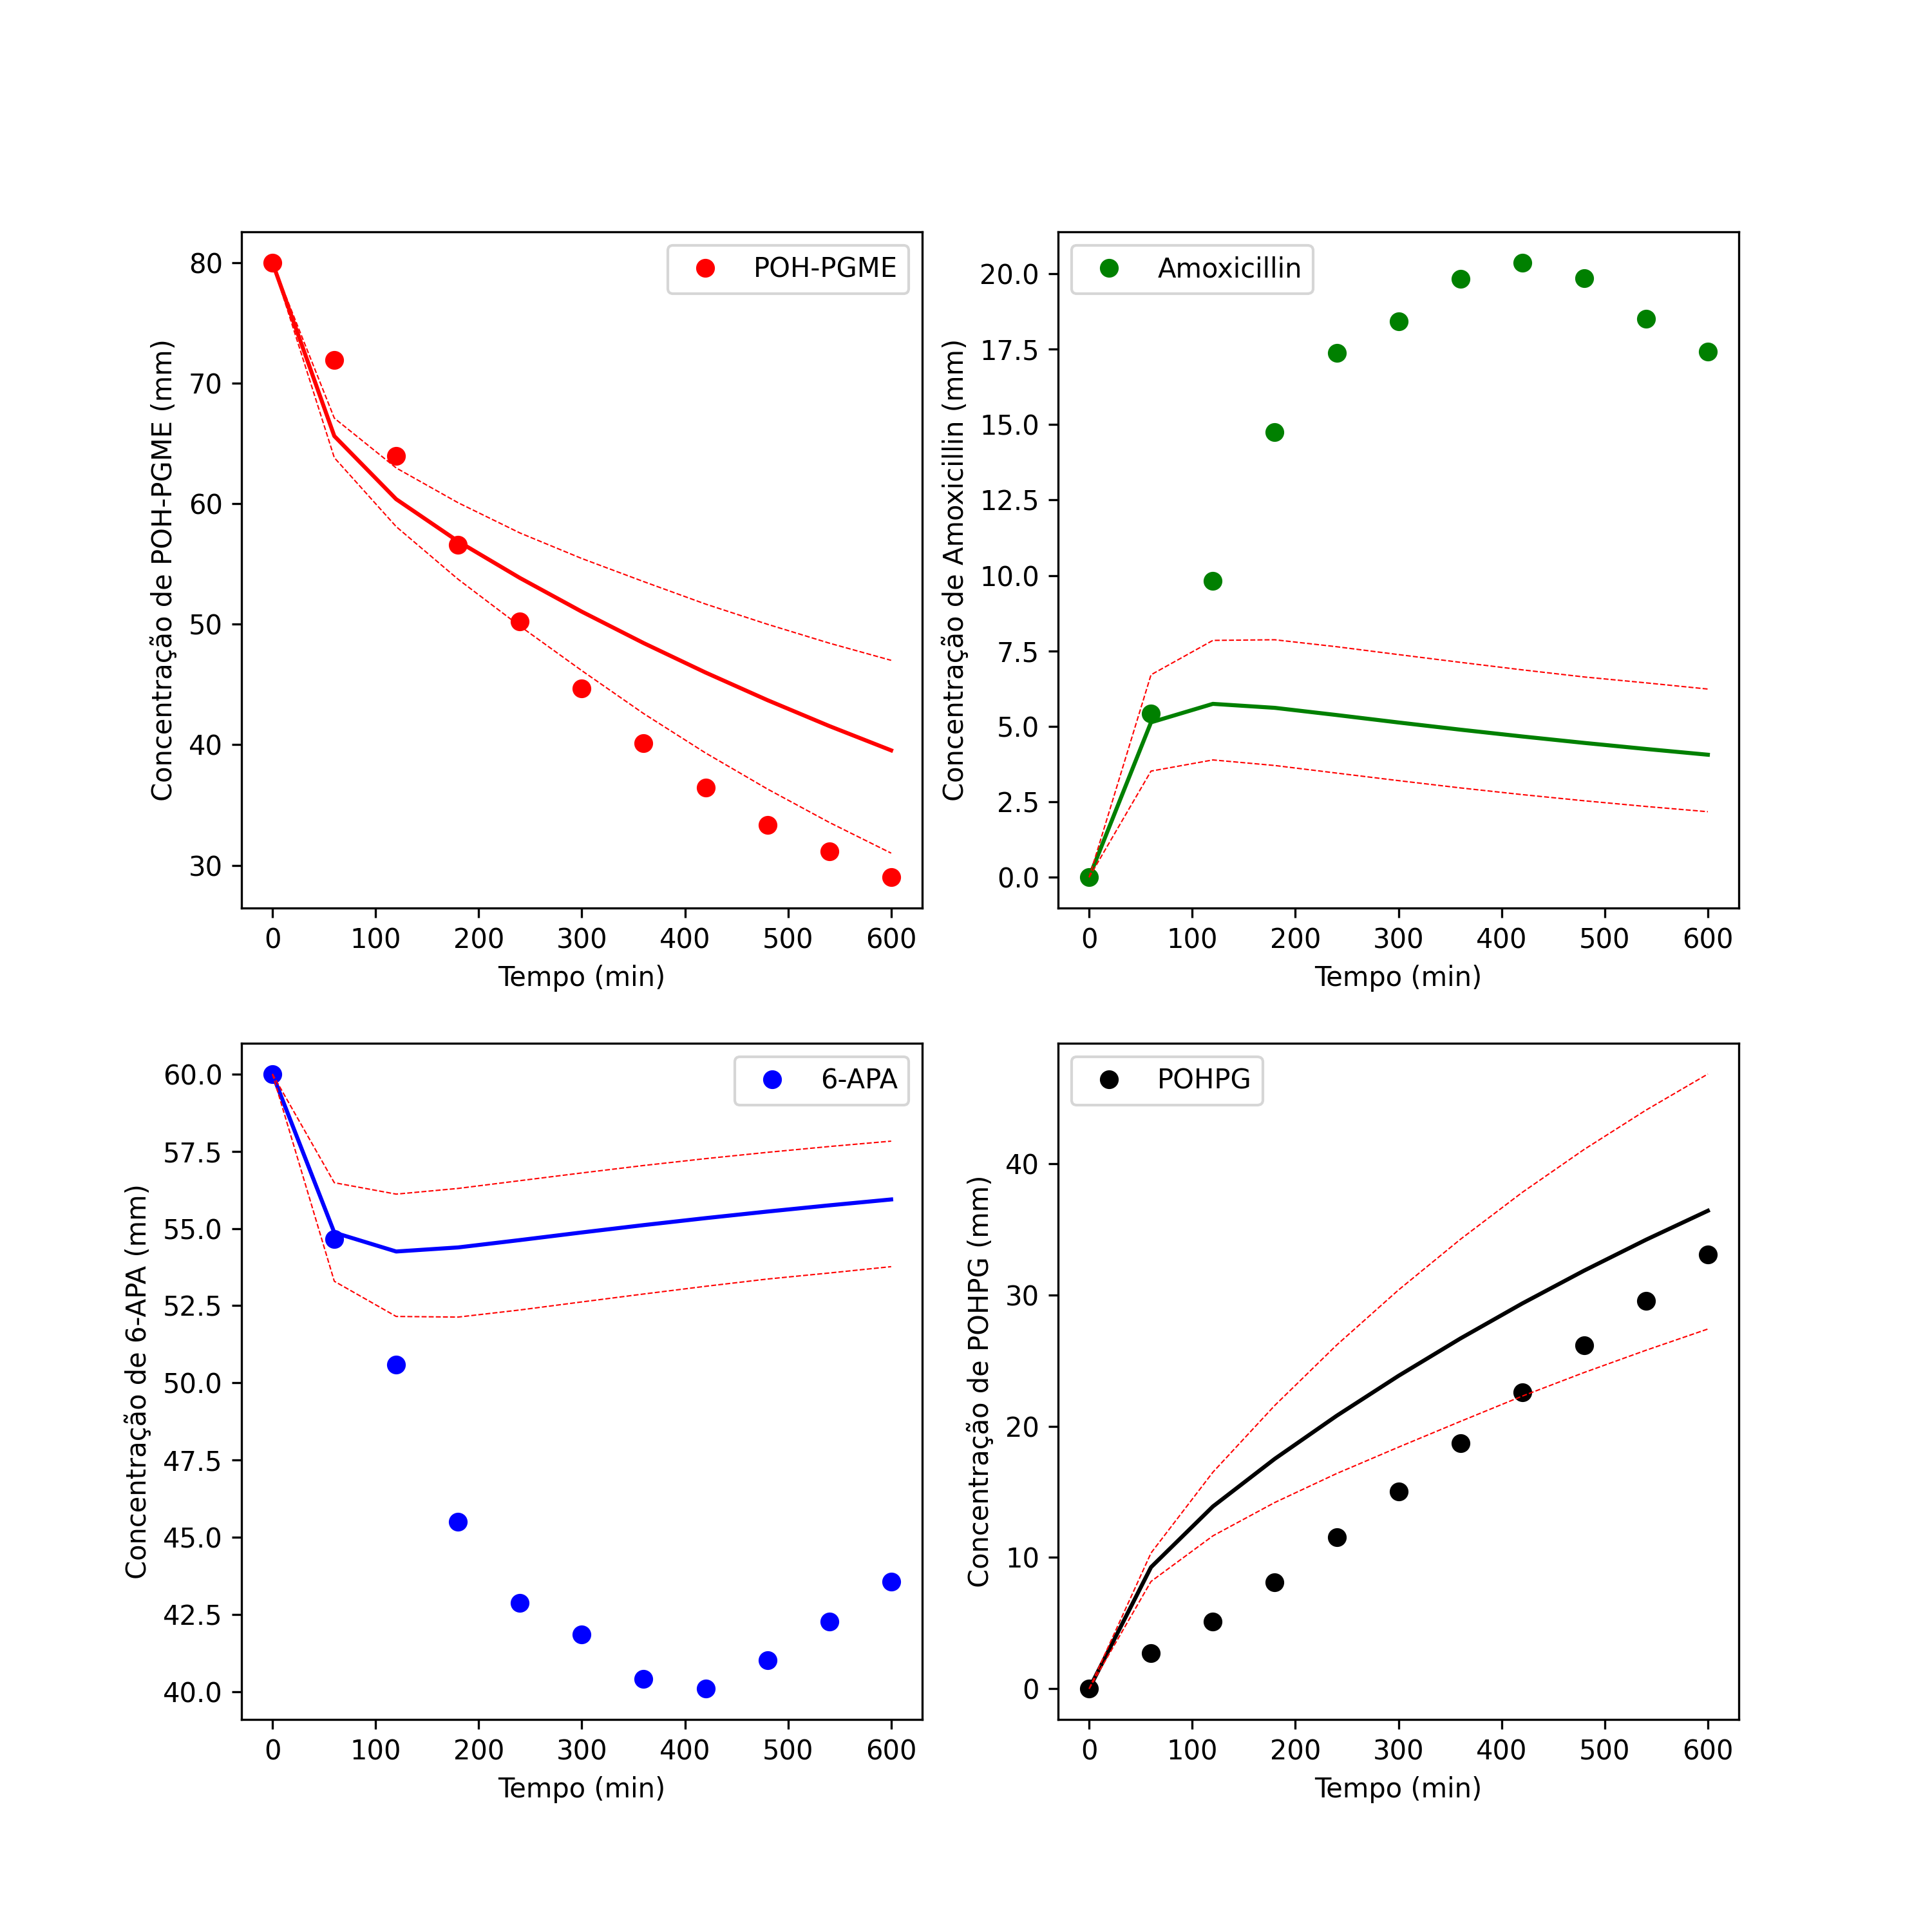 POH-PGME
80
70
60
50
40
30
Concentração de POH-PGME (mm)
0 100 200 300 400 500 600
Tempo (min)
Amoxicillin
20.0
17.5
15.0
12.5
10.0
7.5
5.0
2.5
0.0
Concentração de Amoxicillin (mm)
0 100 200 300 400 500 600
Tempo (min)
6-APA
60.0
57.5
55.0
52.5
50.0
47.5
45.0
42.5
40.0
Concentração de 6-APA (mm)
0 100 200 300 400 500 600
Tempo (min)
POHPG
40
30
20
10
0
Concentração de POHPG (mm)
0 100 200 300 400 500 600
Tempo (min)